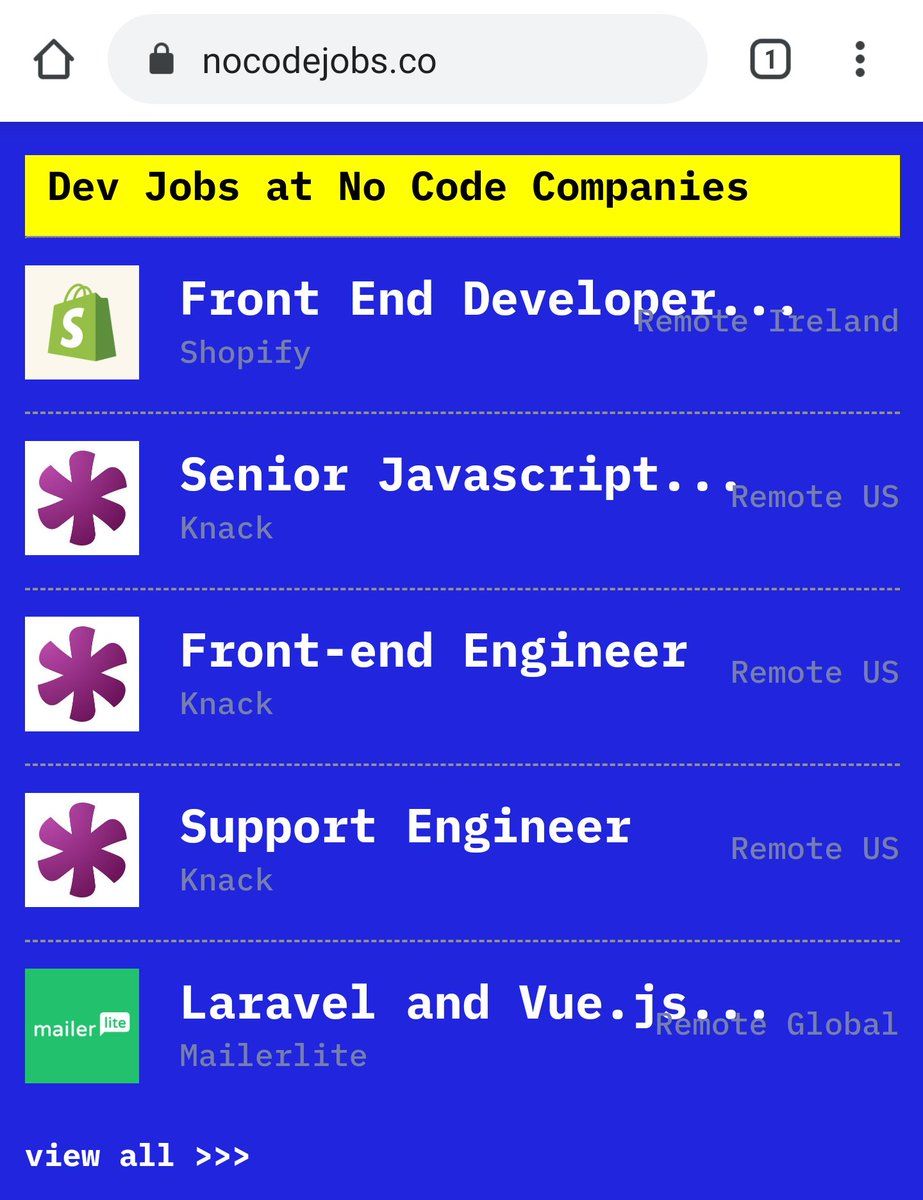 nocodejobs.co
1
Dev Jobs at No Code Companies
Front End Developer...
Remote Ireland
Shopify
Senior Javascript...
Remote US
Knack
Front-end Engineer
Remote US
Knack
Support Engineer
Remote US
Knack
Laravel and Vue.js...
Remote Global
mailer lite
Mailerlite
view all >>>